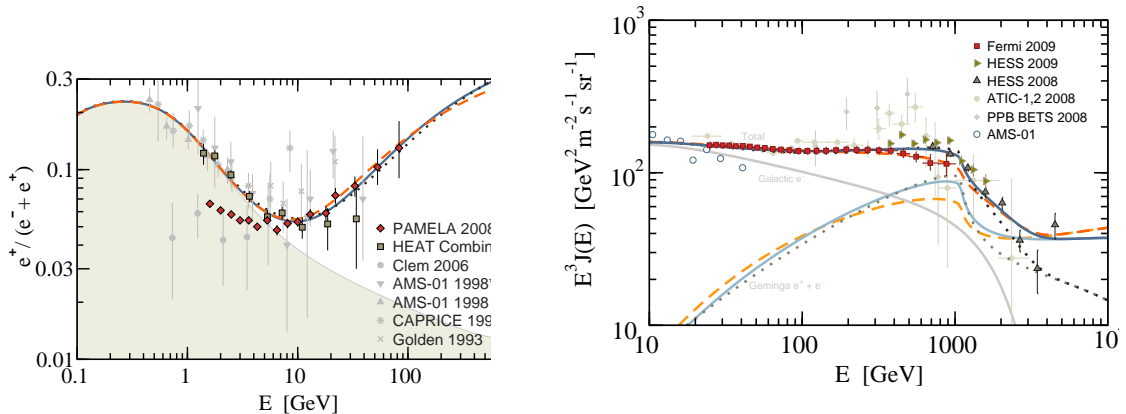 0.3
0.1
0.03
0.01
e⁺ / (e⁻ + e⁺)
0.1 1 10 100
E [GeV]
PAMELA 2008
HEAT Combin
Clem 2006
AMS-01 1998
AMS-01 1998
CAPRICE 199
Golden 1993
10³
10²
10
E³J(E) [GeV² m⁻² s⁻¹ sr⁻¹]
10 100 1000 10
E [GeV]
Fermi 2009
HESS 2009
HESS 2008
ATIC-1,2 2008
PPB BETS 2008
AMS-01
Total
Galactic e⁻
Geminga e⁺ + e⁻